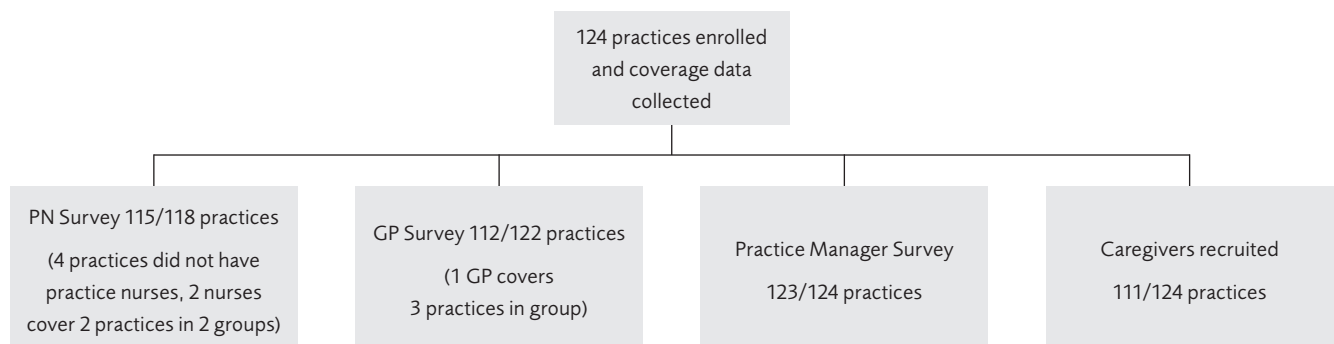 124 practices enrolled
and coverage data
collected
PN Survey 115/118 practices
(4 practices did not have
practice nurses, 2 nurses
cover 2 practices in 2 groups)
GP Survey 112/122 practices
(1 GP covers
3 practices in group)
Practice Manager Survey
123/124 practices
Caregivers recruited
111/124 practices